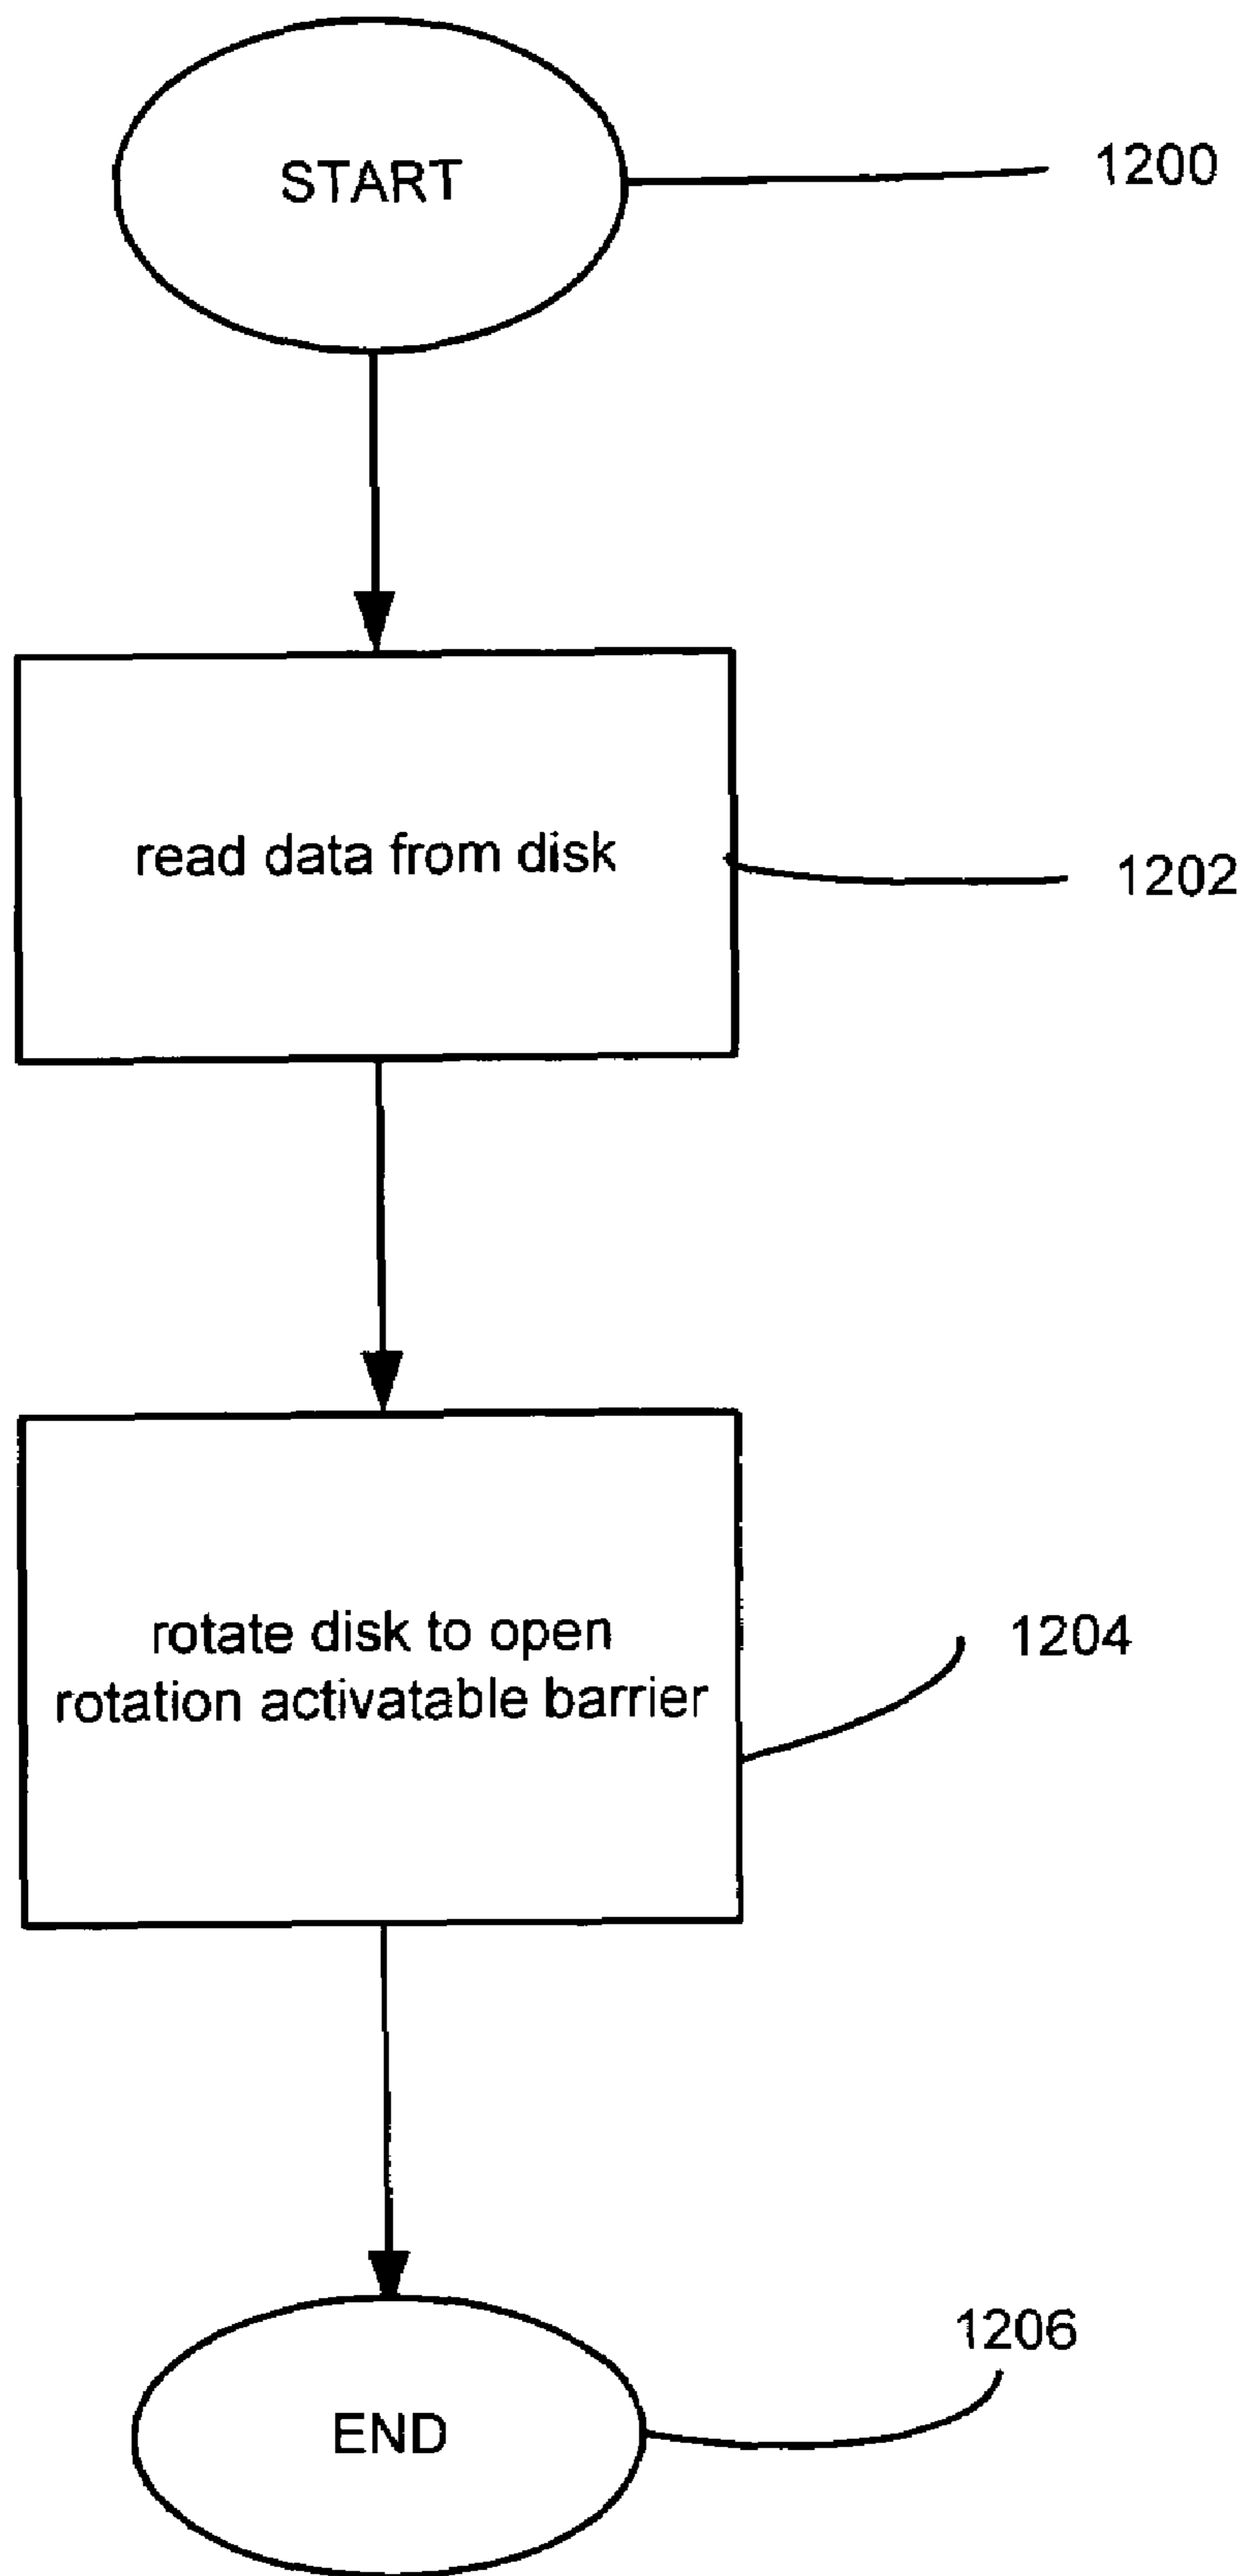 START
1200
read data from disk
1202
rotate disk to open
rotation activatable barrier
1204
END
1206